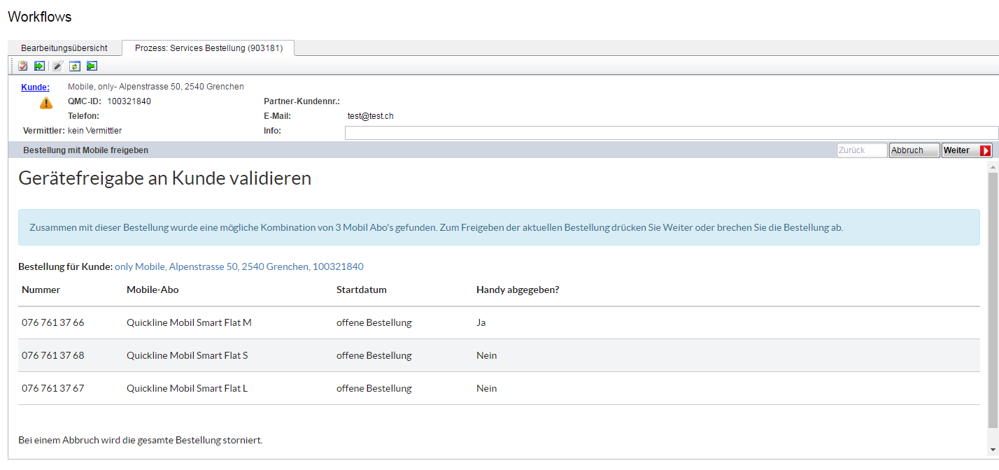 Workflows
Bearbeitungsübersicht Prozess: Services Bestellung (903181)
Kunde: Mobile, only- Alpenstrasse 50, 2540 Grenchen
QMC-ID: 100321840 Partner-Kundennr.:
Telefon: E-Mail: test@test.ch
Vermittler: kein Vermittler Info:
Bestellung mit Mobile freigeben Zurück Abbruch Weiter
Gerätefreigabe an Kunde validieren
Zusammen mit dieser Bestellung wurde eine mögliche Kombination von 3 Mobil Abo's gefunden. Zum Freigeben der aktuellen Bestellung drücken Sie Weiter oder brechen Sie die Bestellung ab.
Bestellung für Kunde: only Mobile, Alpenstrasse 50, 2540 Grenchen, 100321840
Nummer Mobile-Abo Startdatum Handy abgegeben?
076 761 37 66 Quickline Mobil Smart Flat M offene Bestellung Ja
076 761 37 68 Quickline Mobil Smart Flat S offene Bestellung Nein
076 761 37 67 Quickline Mobil Smart Flat L offene Bestellung Nein
Bei einem Abbruch wird die gesamte Bestellung storniert.